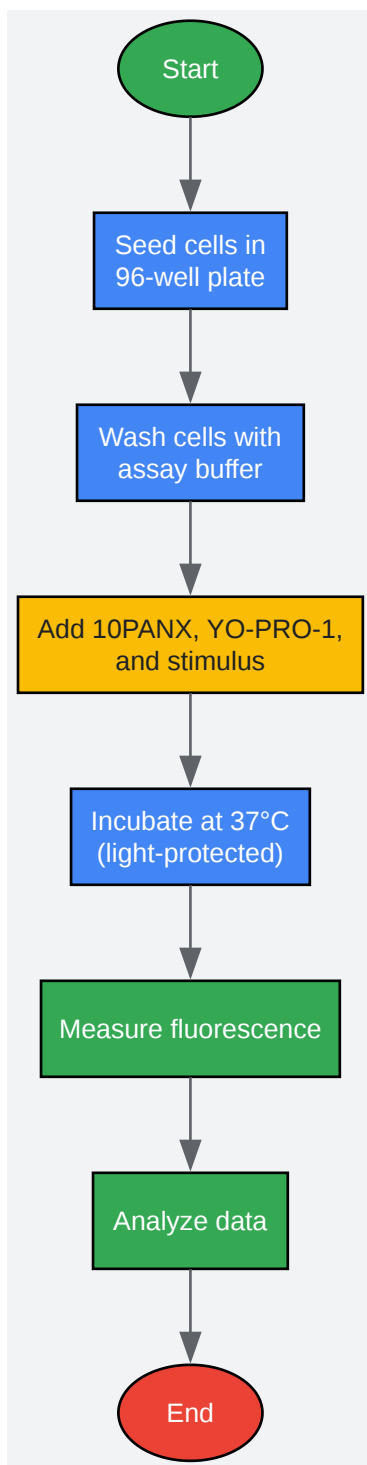 Start
Seed cells in
96-well plate
Wash cells with
assay buffer
Add 10PANX, YO-PRO-1,
and stimulus
Incubate at 37°C
(light-protected)
Measure fluorescence
Analyze data
End